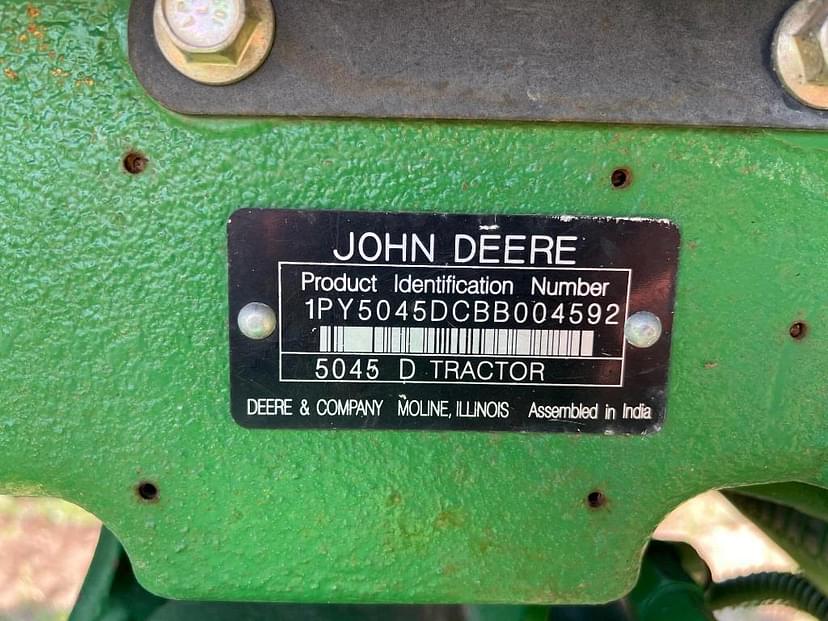 JOHN DEERE
Product Identification Number
1PY5045DCBB004592
5045 D TRACTOR
DEERE & COMPANY MOLINE, ILLINOIS Assembled in India